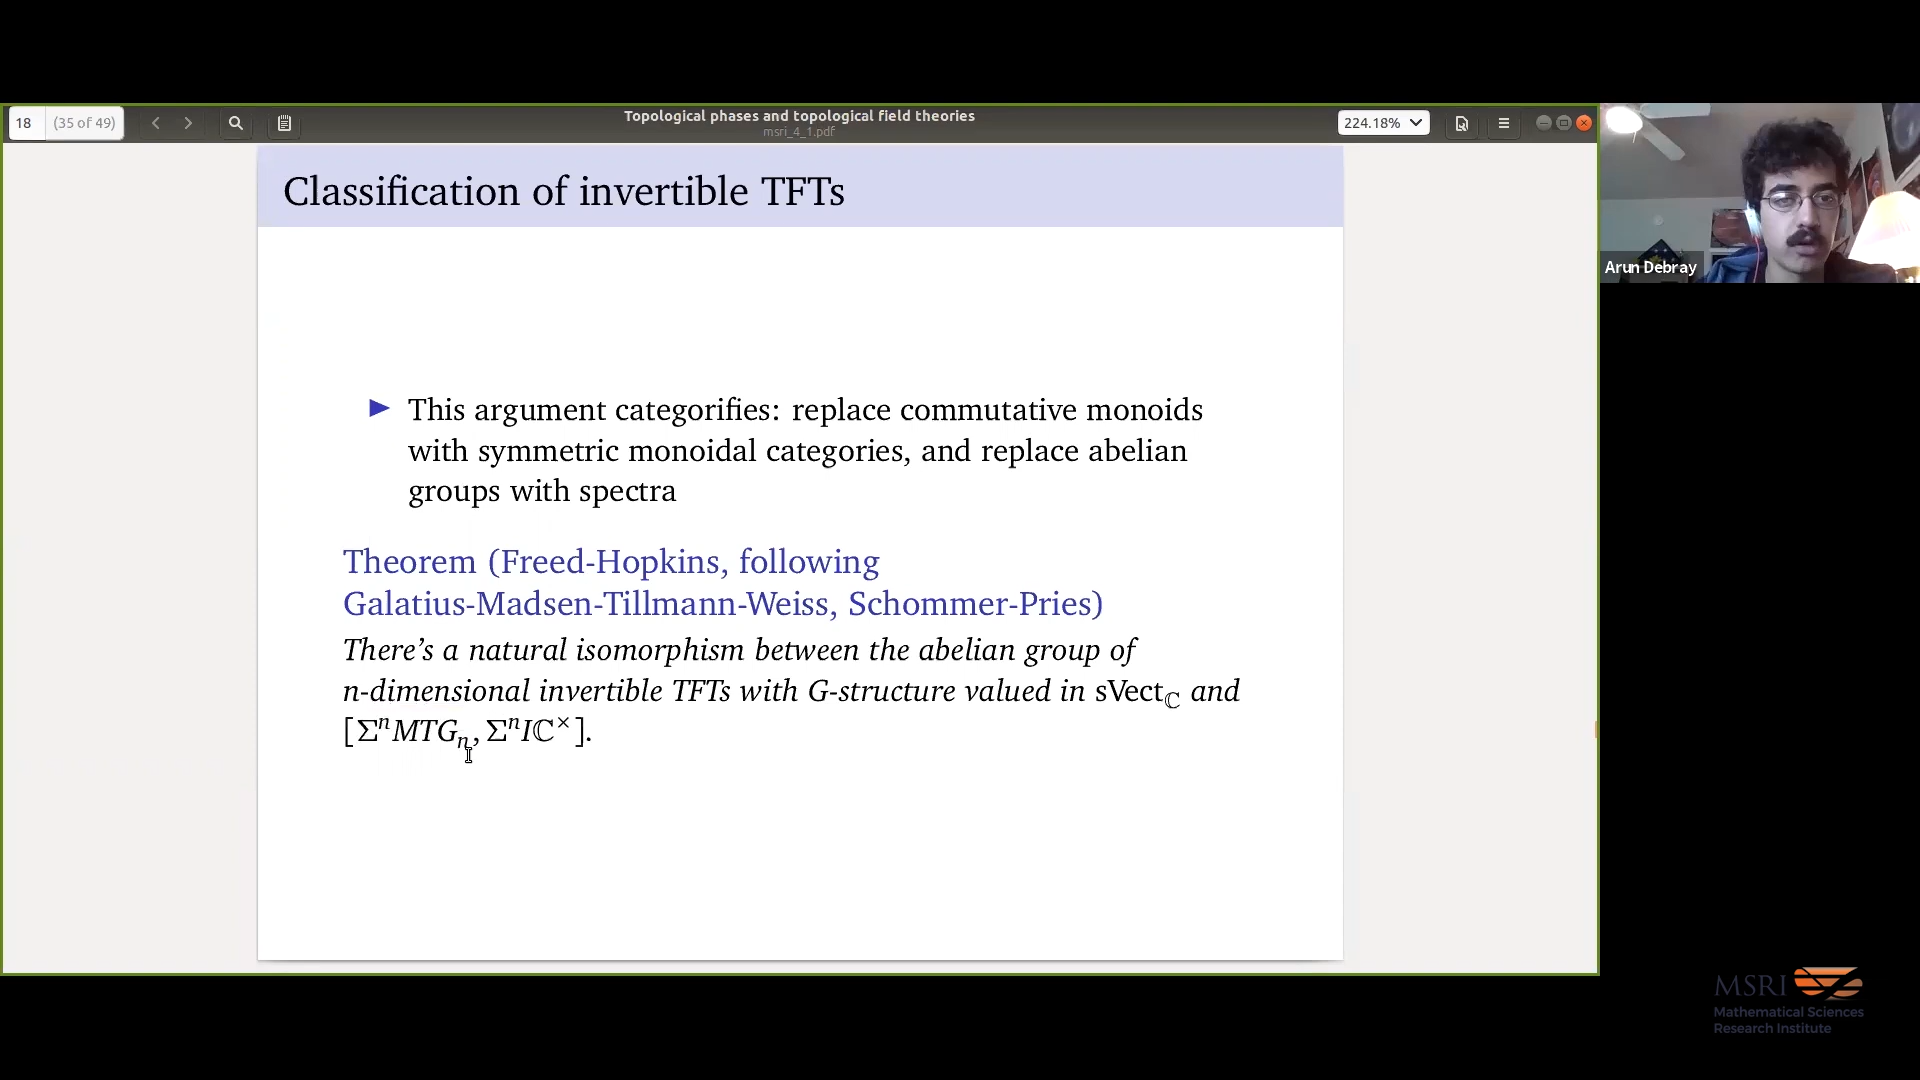 18 (35 of 49)
Topological phases and topological field theories
msri_4_1.pdf
224.18%
Classification of invertible TFTs
Arun Debray
▶ This argument categorifies: replace commutative monoids
with symmetric monoidal categories, and replace abelian
groups with spectra
Theorem (Freed-Hopkins, following
Galatius-Madsen-Tillmann-Weiss, Schommer-Pries)
There's a natural isomorphism between the abelian group of
n-dimensional invertible TFTs with G-structure valued in sVect_ℂ and
[Σⁿ MTGₙ, Σⁿ Iℂ^×].
MSRI
Mathematical Sciences
Research Institute